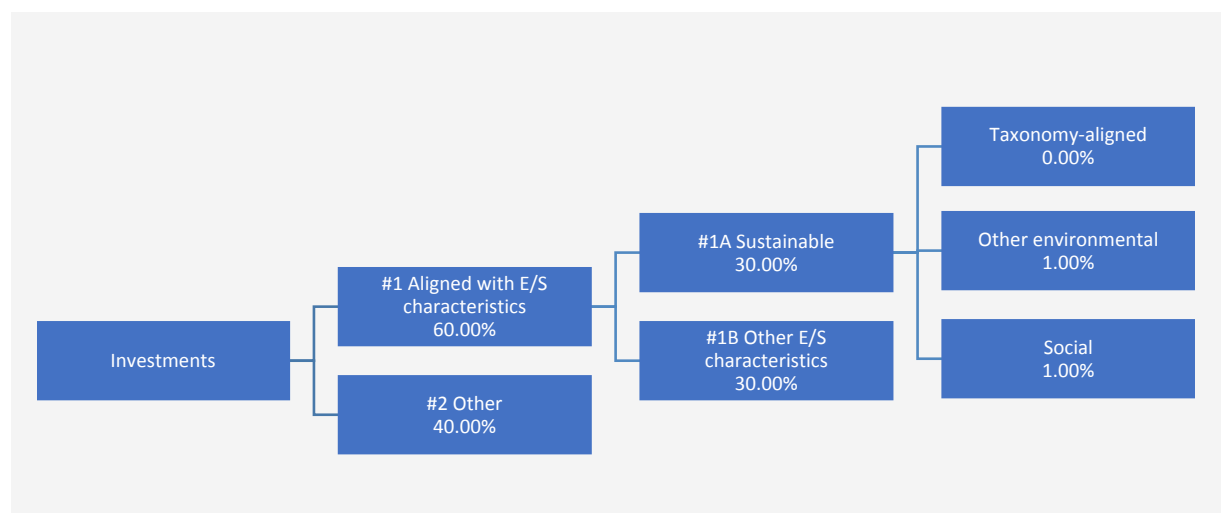 Investments
#1 Aligned with E/S
characteristics
60.00%
#2 Other
40.00%
#1A Sustainable
30.00%
#1B Other E/S
characteristics
30.00%
Taxonomy-aligned
0.00%
Other environmental
1.00%
Social
1.00%